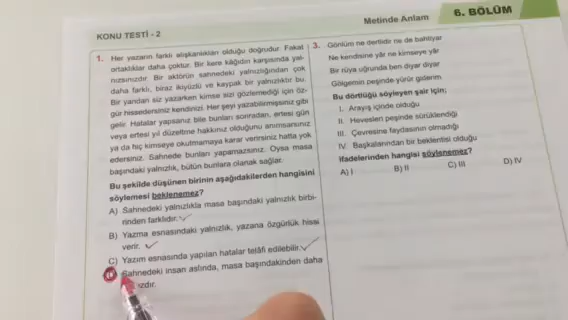 KONU TESTİ - 2
Metinde Anlam
6. BÖLÜM
1. Her yazarın farklı alışkanlıkları olduğu doğrudur. Fakat
ortaklıklar daha çoktur. Bir kere kâğıdın karşısında yal-
nızsınızdır. Bir aktörün sahnedeki yalnızlığından çok
daha farklı, biraz ikiyüzlü ve kaypak bir yalnızlıktır bu.
Bir yandan siz yazarken kimse sizi gözlemediği için öz-
gür hissedersiniz kendinizi. Her şeyi yazabilirmişsiniz gibi
gelir. Hatalar yapsanız bile bunları sonradan, ertesi gün
veya ertesi yıl düzeltme hakkınız olduğunu anımsarsınız
ya da hiç kimseye okutmamaya karar verirsiniz hatta yok
edersiniz. Sahnede bunları yapamazsınız. Oysa masa
başındaki yalnızlık, bütün bunlara olanak sağlar.
Bu şekilde düşünen birinin aşağıdakilerden hangisini
söylemesi beklenemez?
A) Sahnedeki yalnızlıkla masa başındaki yalnızlık birbi-
rinden farklıdır.
B) Yazma esnasındaki yalnızlık, yazana özgürlük hissi
verir.
C) Yazım esnasında yapılan hatalar telâfi edilebilir.
Sahnedeki insan aslında, masa başındakinden daha
ızdır.
3. Gönlüm ne dertlidir ne de bahtiyar
Ne kendisine yâr ne kimseye yâr
Bir rüya uğrunda ben diyar diyar
Gölgemin peşinde yürür giderim
Bu dörtlüğü söyleyen şair için;
I. Arayış içinde olduğu
II. Hevesleri peşinde sürüklendiği
III. Çevresine faydasının olmadığı
IV. Başkalarından bir beklentisi olduğu
ifadelerinden hangisi söylenemez?
A) I B) II C) III D) IV